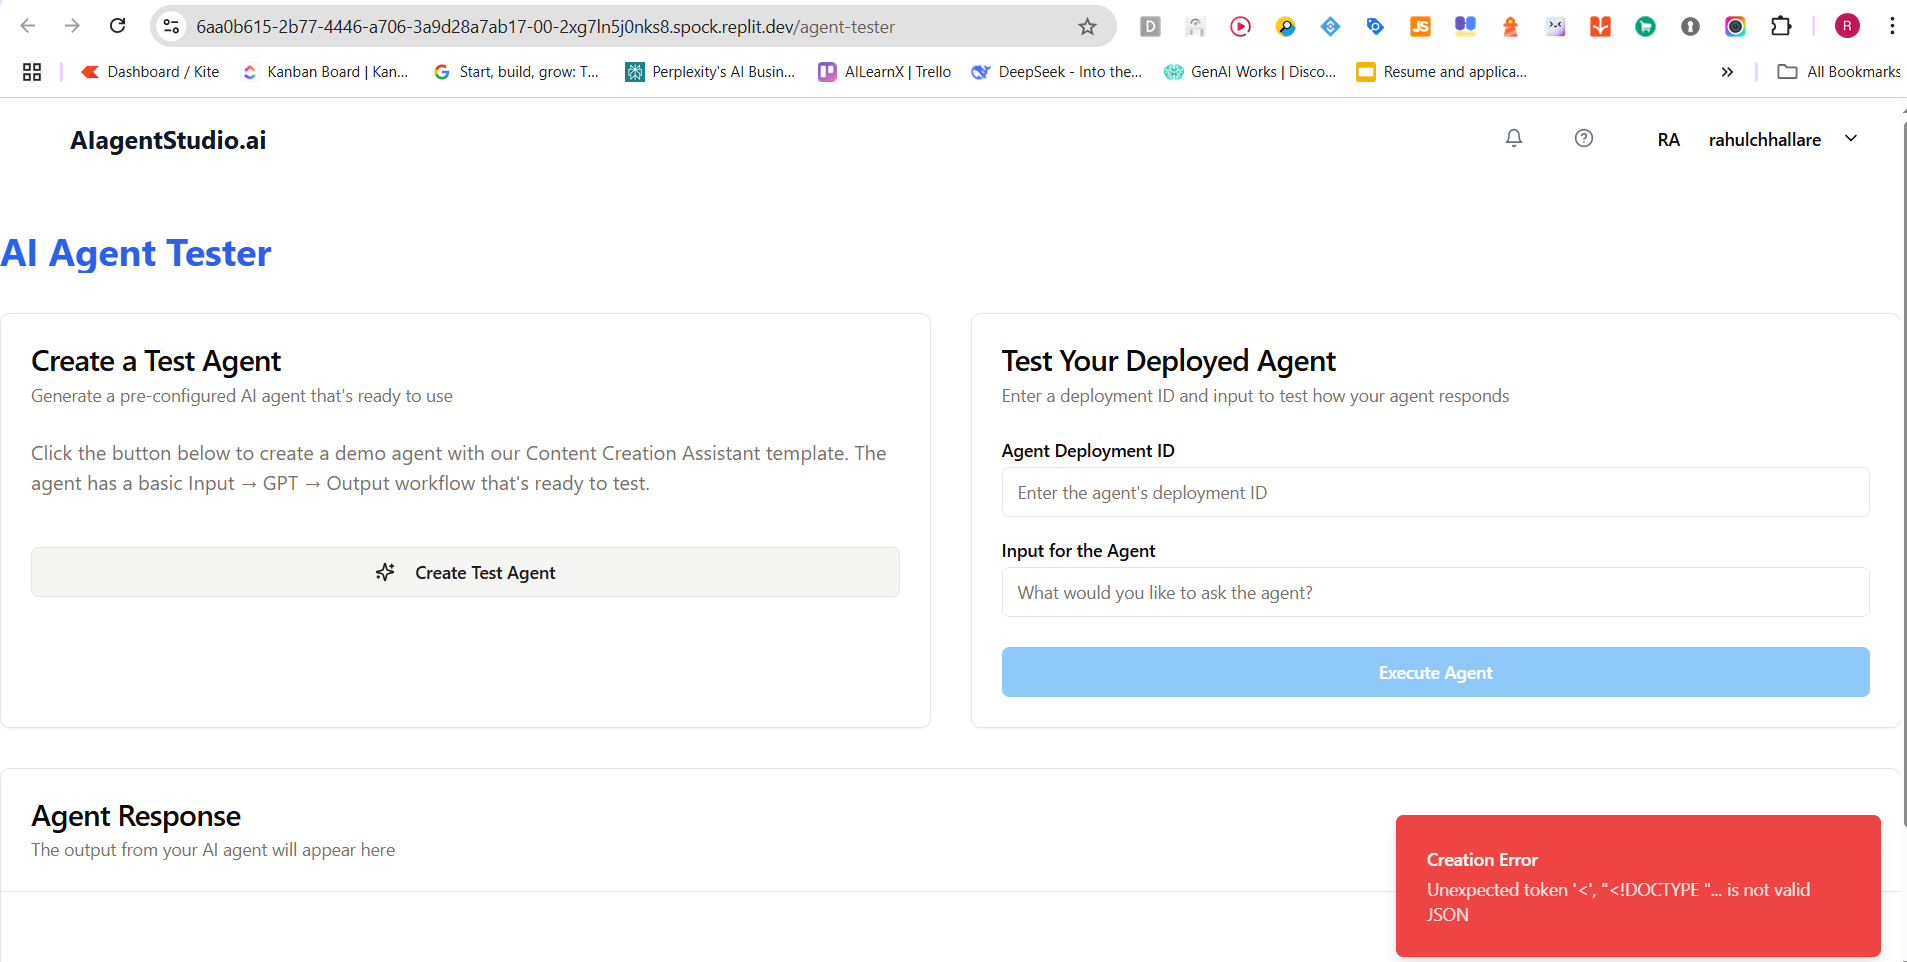 6aa0b615-2b77-4446-a706-3a9d28a7ab17-00-2xg7ln5j0nks8.spock.replit.dev/agent-tester
D
JS
R
Dashboard / Kite
Kanban Board | Kan...
Start, build, grow: T...
Perplexity's AI Busin...
AILearnX | Trello
DeepSeek - Into the...
GenAI Works | Disco...
Resume and applica...
All Bookmarks
AIagentStudio.ai
RA
rahulchhallare
AI Agent Tester
Create a Test Agent
Generate a pre-configured AI agent that's ready to use
Click the button below to create a demo agent with our Content Creation Assistant template. The
agent has a basic Input → GPT → Output workflow that's ready to test.
Create Test Agent
Test Your Deployed Agent
Enter a deployment ID and input to test how your agent responds
Agent Deployment ID
Enter the agent's deployment ID
Input for the Agent
What would you like to ask the agent?
Execute Agent
Agent Response
The output from your AI agent will appear here
Creation Error
Unexpected token '<', "<!DOCTYPE "... is not valid
JSON